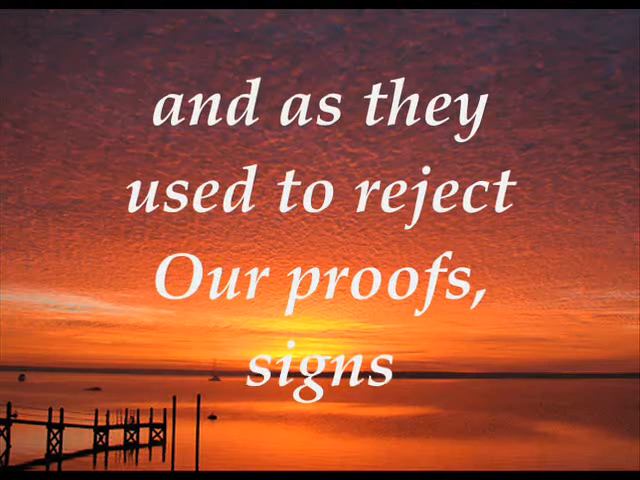 and as they
used to reject
Our proofs,
signs